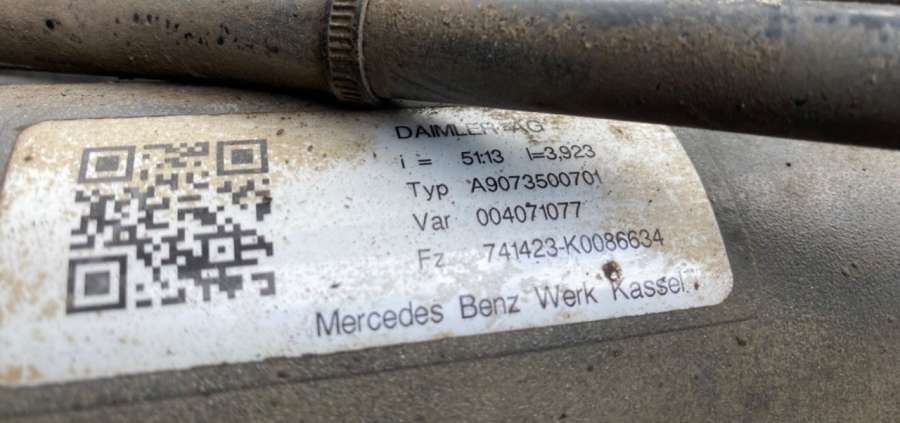 DAIMLER AG
i = 51:13 I=3,923
Typ A9073500701
Var 004071077
Fz 741423-K0086634
Mercedes Benz Werk Kassel